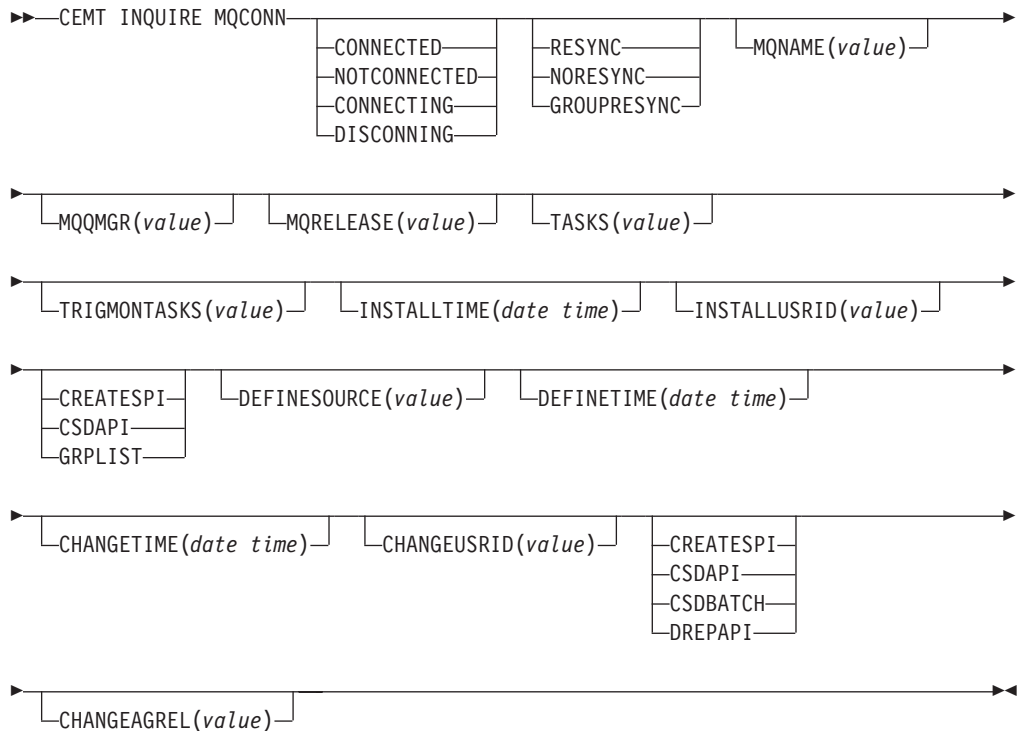 CEMT INQUIRE MQCONN
CONNECTED
NOTCONNECTED
CONNECTING
DISCONNING
RESYNC
NORESYNC
GROUPRESYNC
MQNAME(value)
MQQMGR(value) MQRELEASE(value) TASKS(value)
TRIGMONTASKS(value) INSTALLTIME(date time) INSTALLUSRID(value)
CREATESPI
CSDAPI
GRPLIST
DEFINESOURCE(value) DEFINETIME(date time)
CHANGETIME(date time) CHANGEUSRID(value)
CREATESPI
CSDAPI
CSDBATCH
DREPAPI
CHANGEAGREL(value)